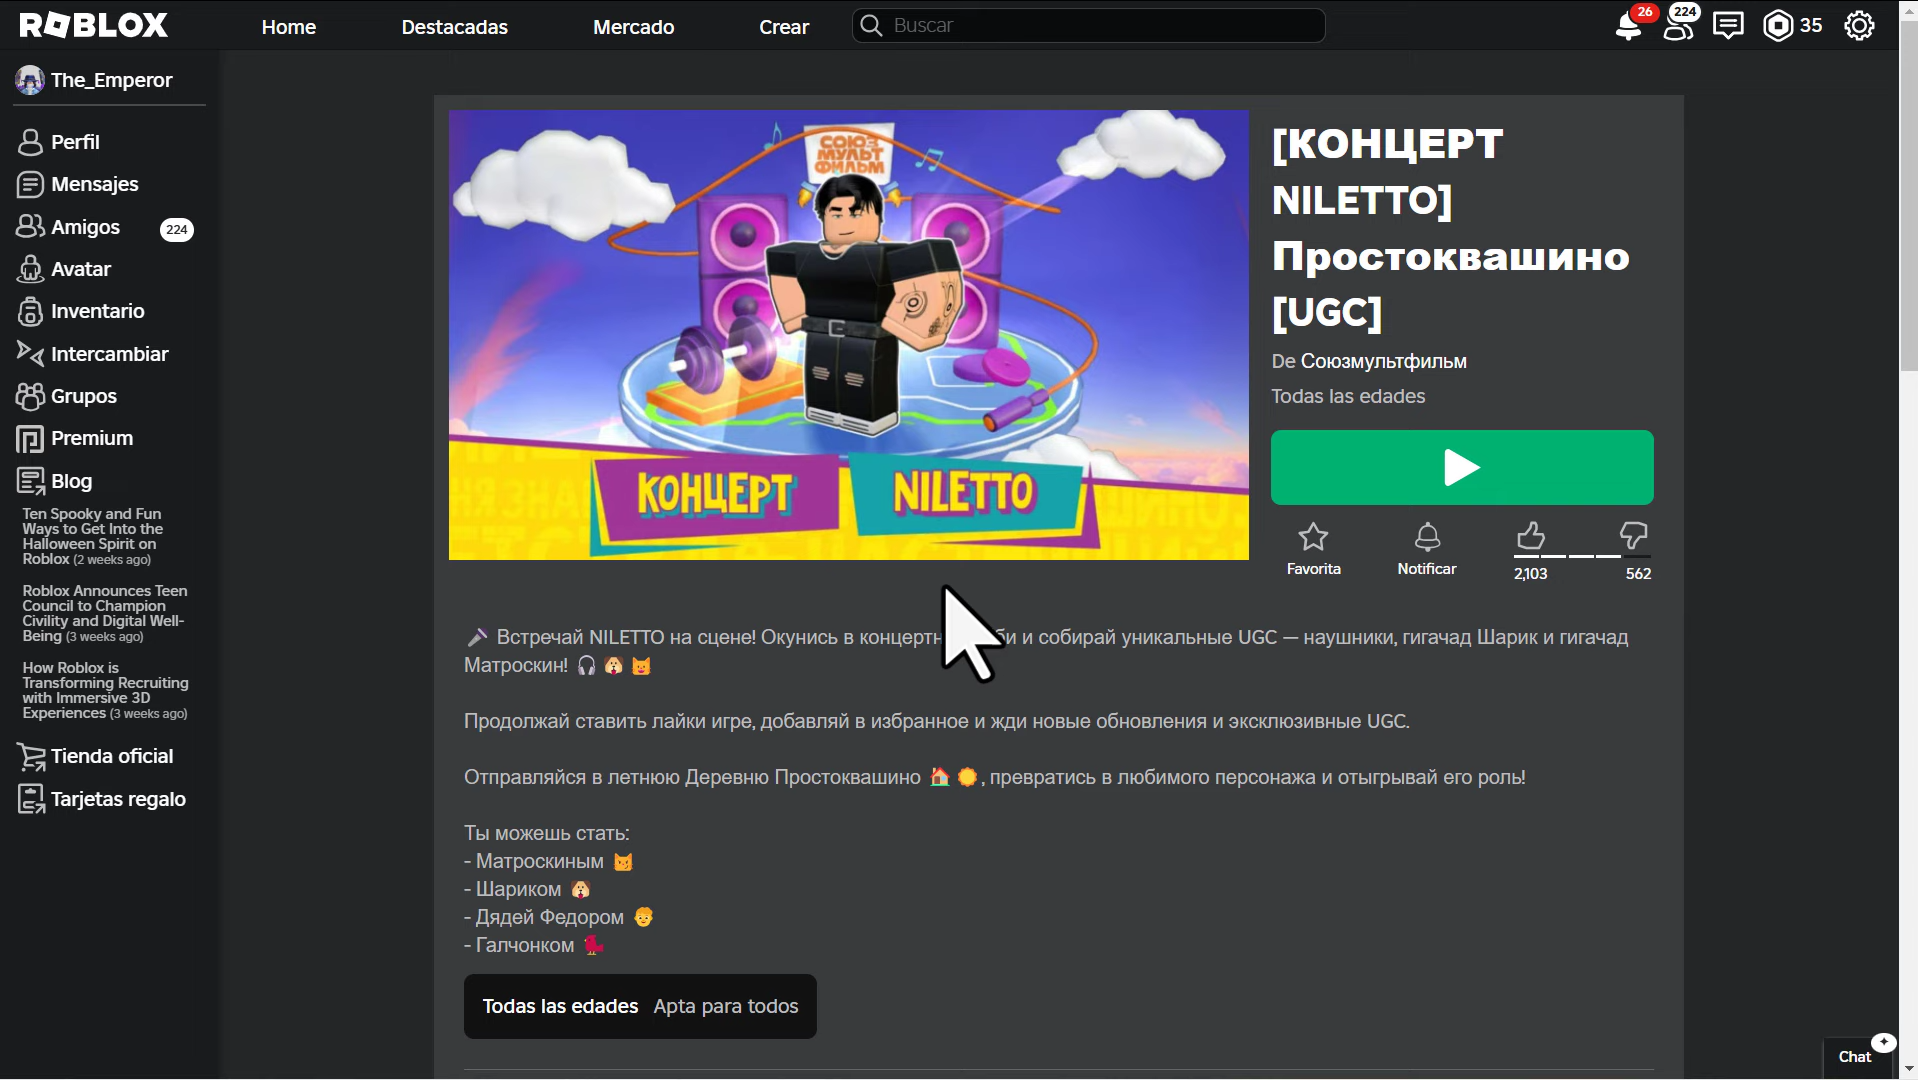 ROBLOX
Home
Destacadas
Mercado
Crear
Buscar
26
224
35
The_Emperor
Perfil
Mensajes
Amigos
224
Avatar
Inventario
Intercambiar
Grupos
Premium
Blog
Ten Spooky and Fun
Ways to Get Into the
Halloween Spirit on
Roblox (2 weeks ago)
Roblox Announces Teen
Council to Champion
Civility and Digital Well-
Being (3 weeks ago)
How Roblox is
Transforming Recruiting
with Immersive 3D
Experiences (3 weeks ago)
Tienda oficial
Tarjetas regalo
СОЮЗ
МУЛЬТ
ФИЛЬМ
КОНЦЕРТ
NILETTO
[КОНЦЕРТ
NILETTO]
Простоквашино
[UGC]
De Союзмультфильм
Todas las edades
Favorita
Notificar
2,103
562
Встречай NILETTO на сцене! Окунись в и собирай уникальные UGC — наушники, гигачад Шарик и гигачад
Матроскин!
Продолжай ставить лайки игре, добавляй в избранное и жди новые обновления и эксклюзивные UGC.
Отправляйся в летнюю Деревню Простоквашино 🏠 🌞, превратись в любимого персонажа и отыгрывай его роль!
Ты можешь стать:
- Матроскиным
- Шариком
- Дядей Федором
- Галчонком
Todas las edades Apta para todos
Chat